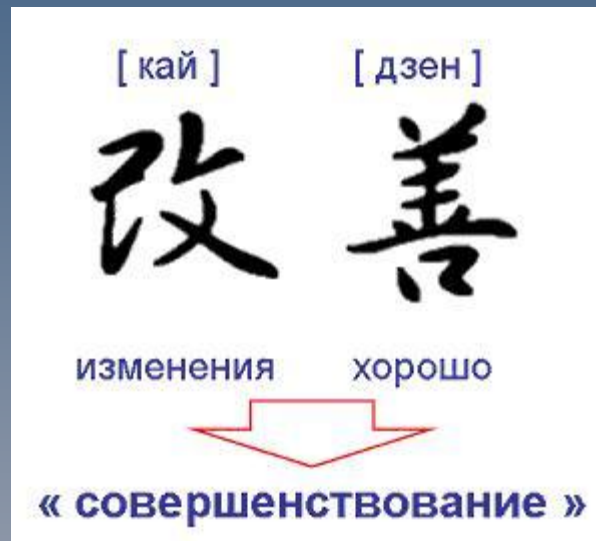 [ кай ] [ дзен ]
改 善
изменения хорошо
« совершенствование »